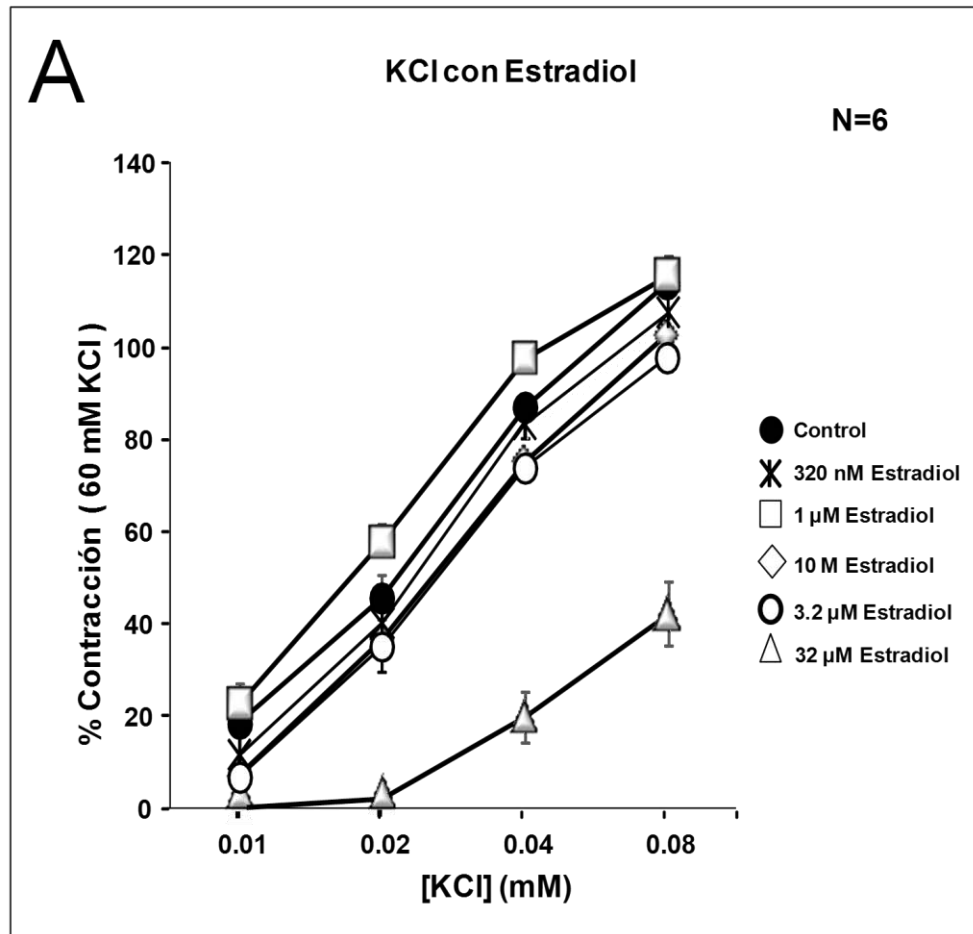 A
KCl con Estradiol
N=6
140
120
100
80
60
40
20
0
% Contracción ( 60 mM KCl )
0.01 0.02 0.04 0.08
[KCl] (mM)
Control
320 nM Estradiol
1 µM Estradiol
10 M Estradiol
3.2 µM Estradiol
32 µM Estradiol